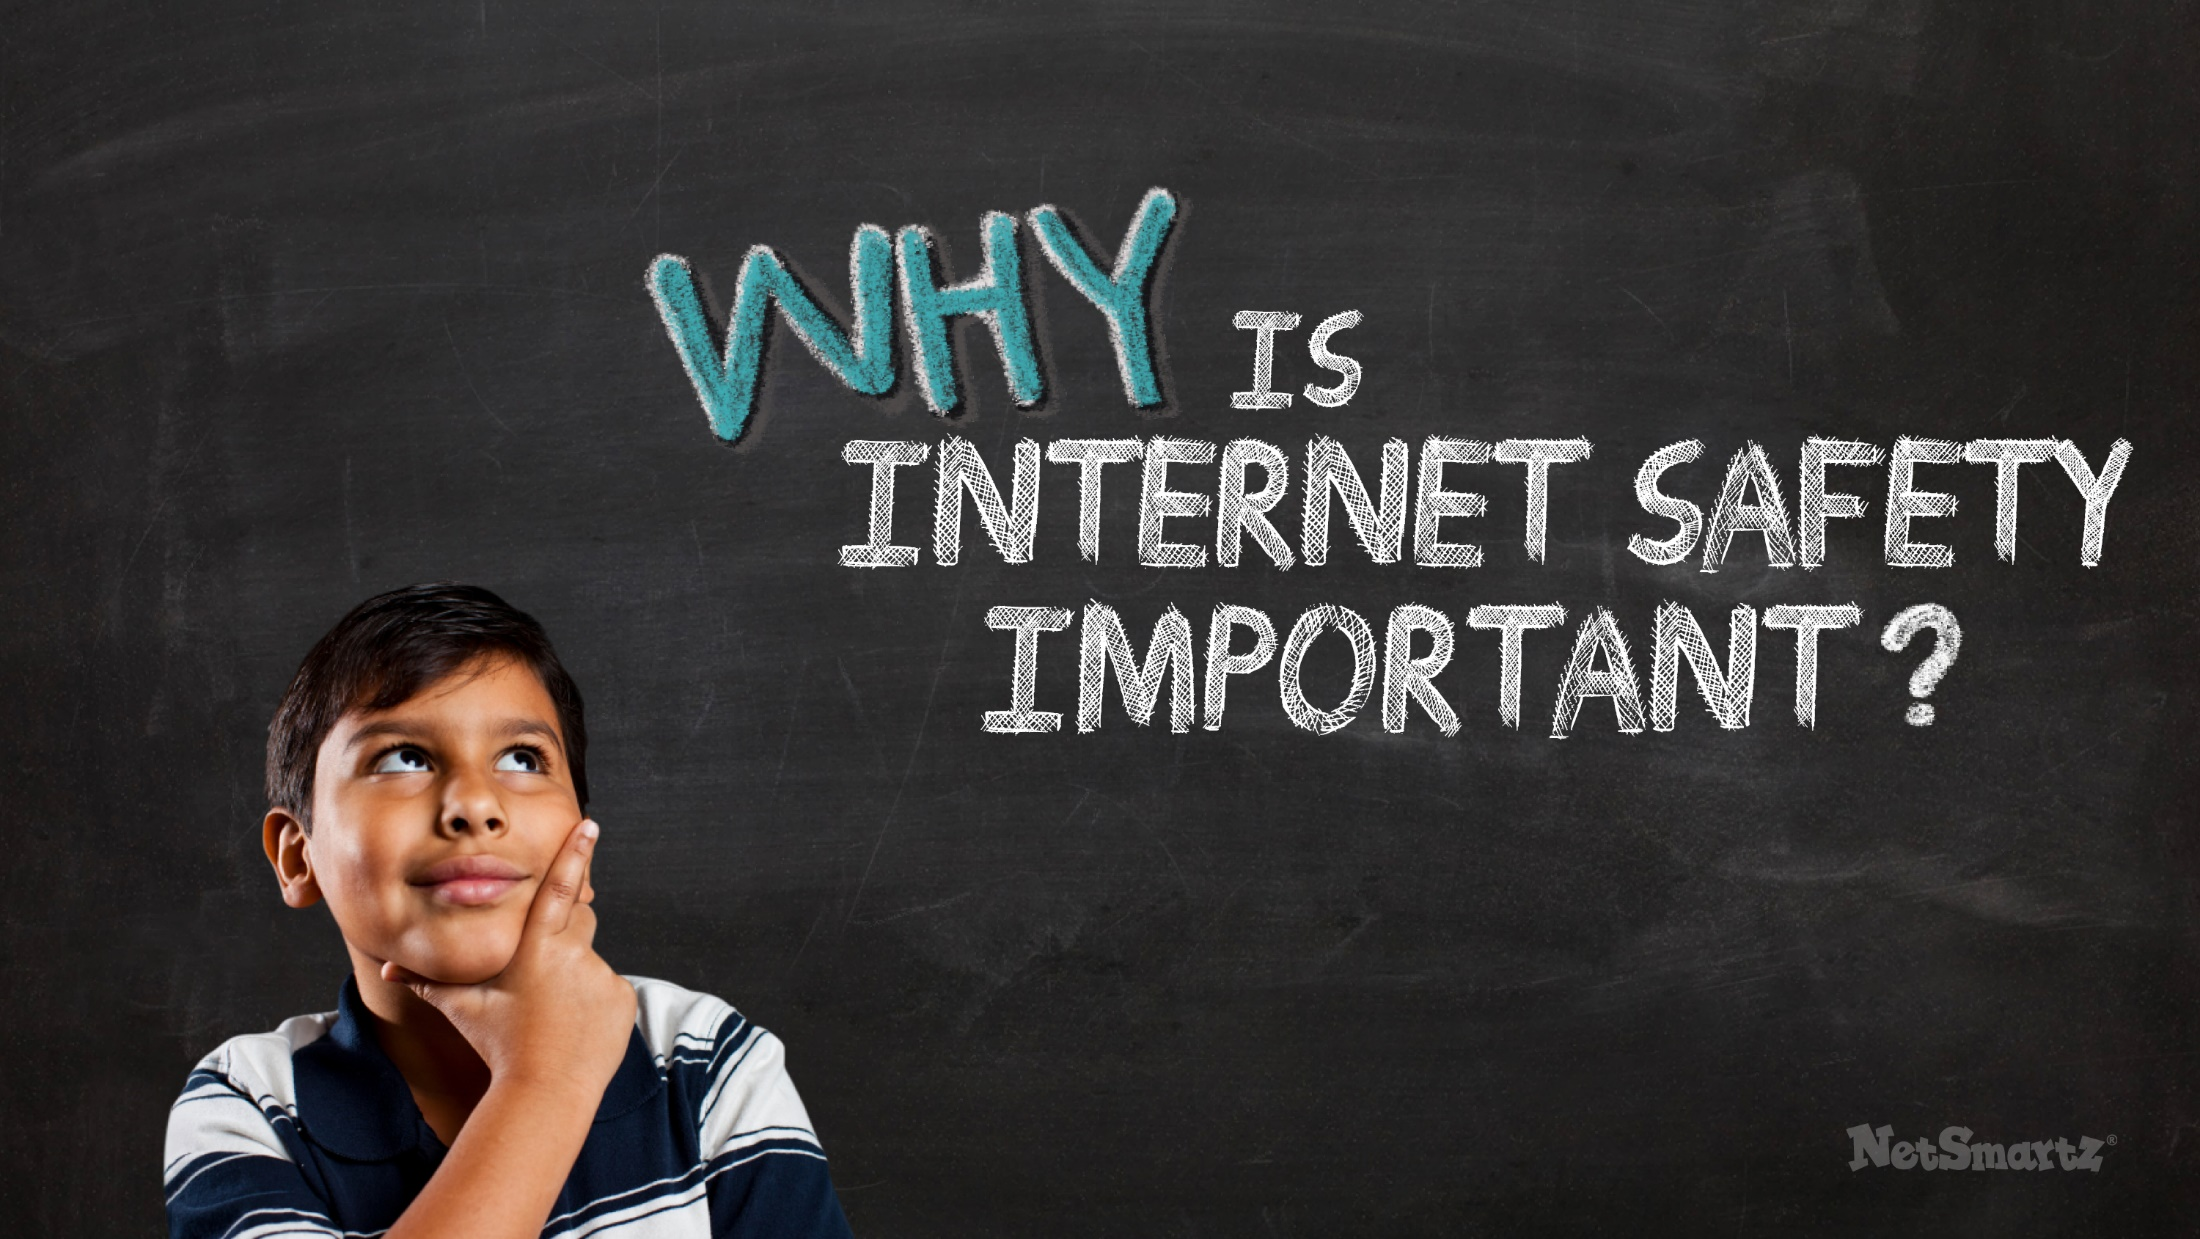 WHY IS
INTERNET SAFETY
IMPORTANT?
NetSmartz®